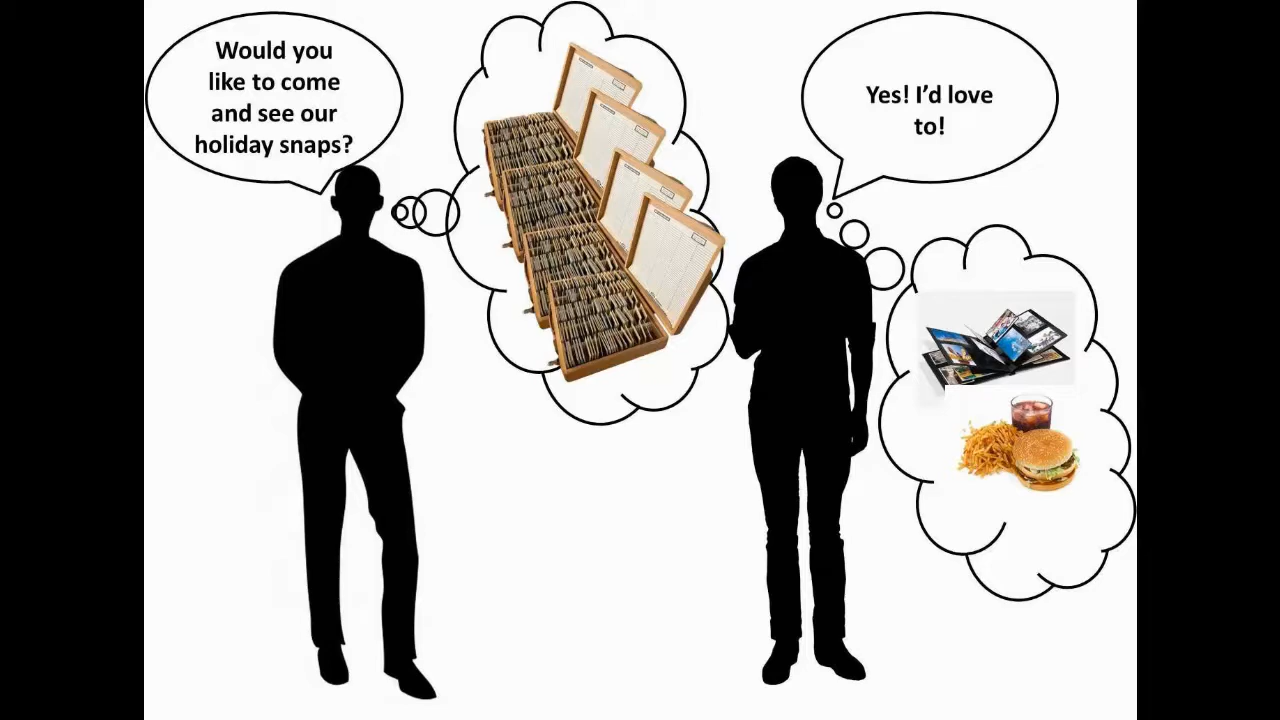 Would you
like to come
and see our
holiday snaps?
Yes! I'd love
to!